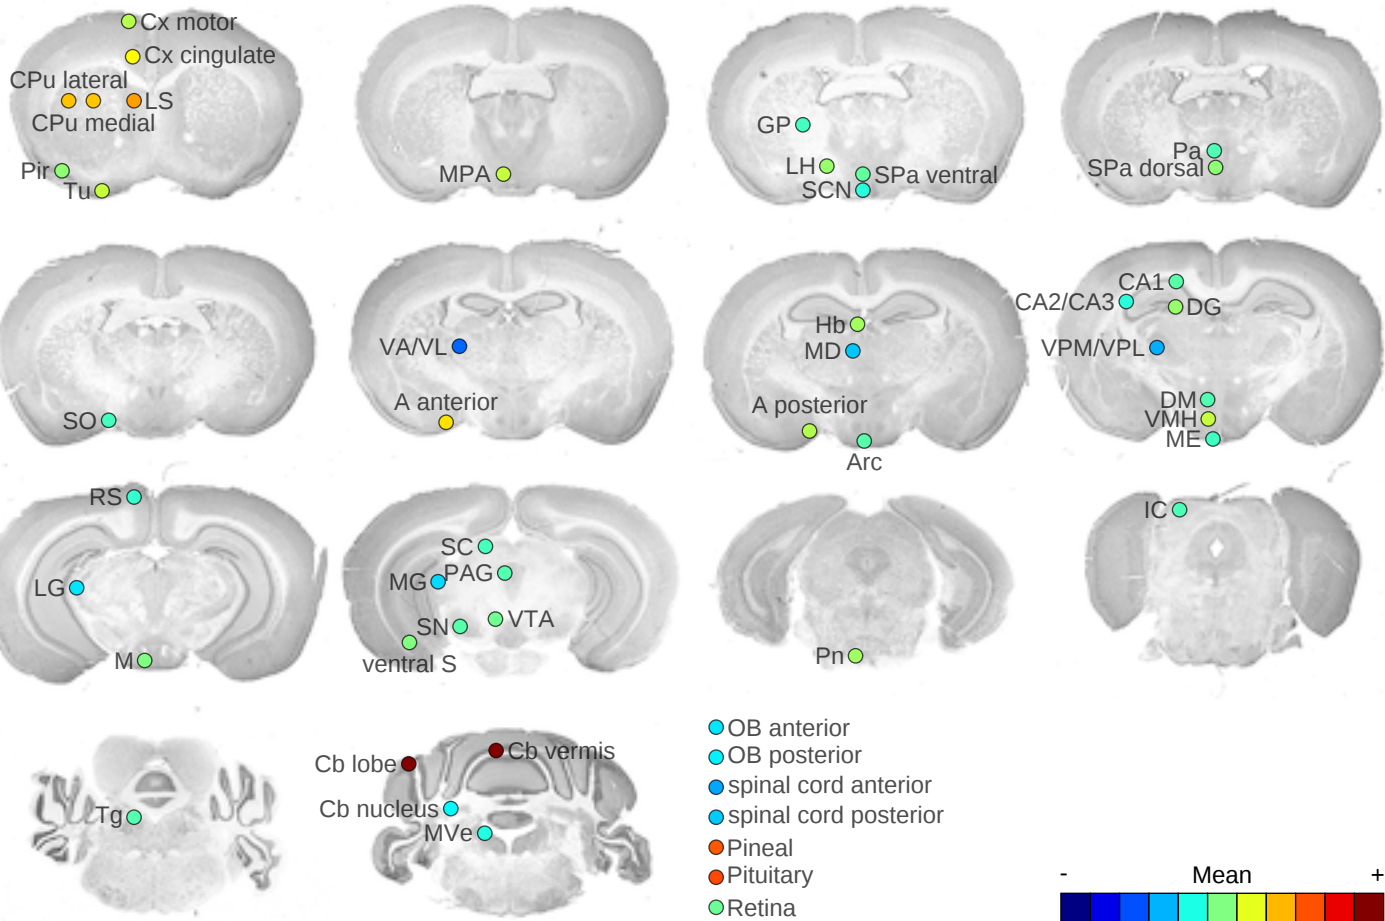 Cx motor
Cx cingulate
CPu lateral
LS
CPu medial
Pir
Tu
MPA
GP
LH
SPa ventral
SCN
Pa
SPa dorsal
SO
VA/VL
A anterior
Hb
MD
A posterior
Arc
CA1
CA2/CA3
DG
VPM/VPL
DM
VMH
ME
RS
LG
M
SC
MG
PAG
SN
VTA
ventral S
Pn
IC
Tg
Cb lobe
Cb vermis
Cb nucleus
MVe
OB anterior
OB posterior
spinal cord anterior
spinal cord posterior
Pineal
Pituitary
Retina
- Mean +